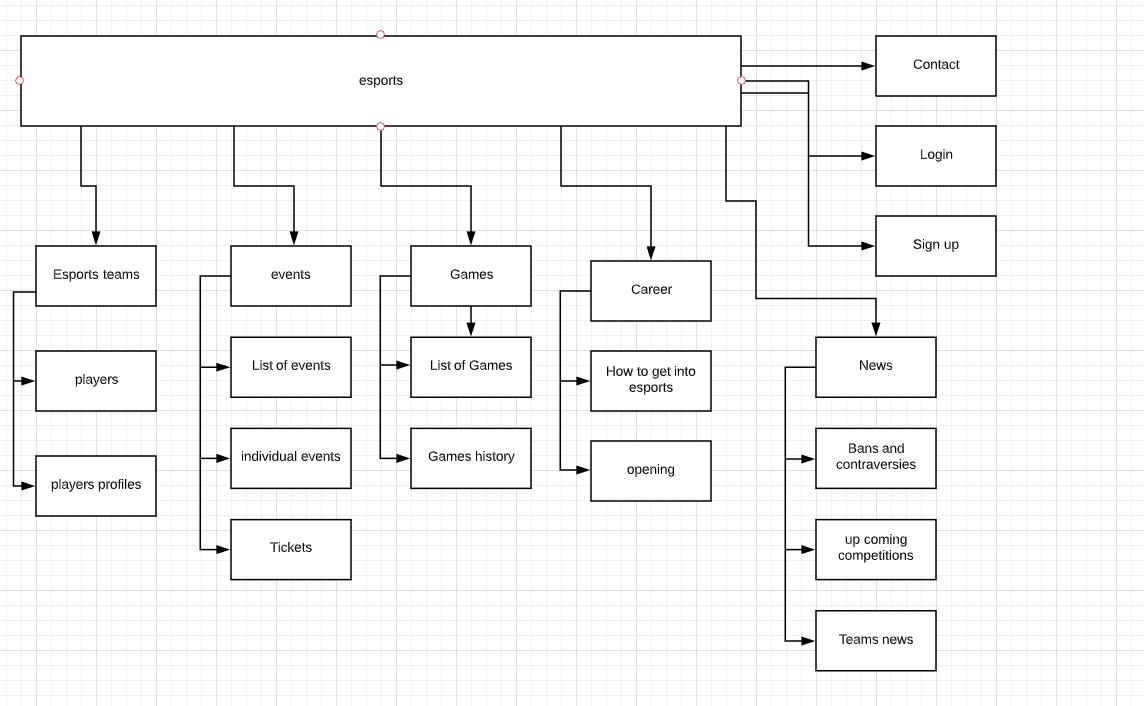 esports
Contact
Login
Sign up
Esports teams
players
players profiles
events
List of events
individual events
Tickets
Games
List of Games
Games history
Career
How to get into
esports
opening
News
Bans and
contraversies
up coming
competitions
Teams news